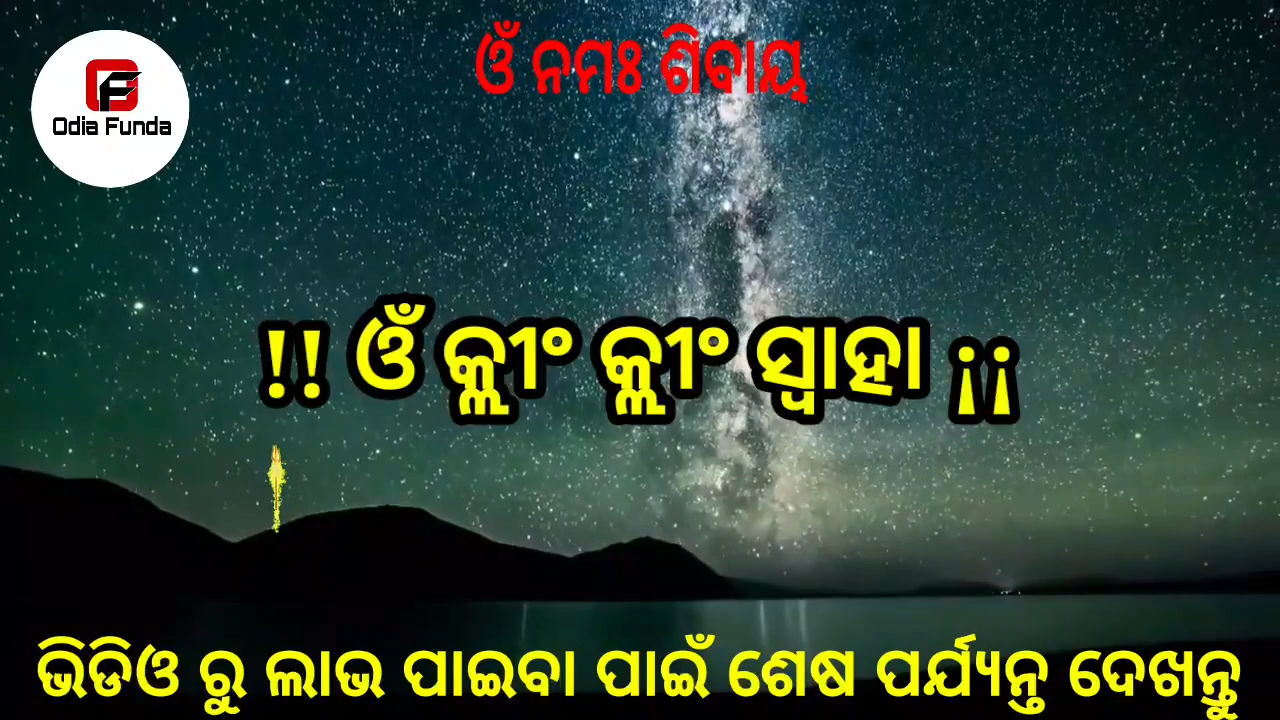 ଓଁ ନମଃ ଶିବାୟ
Odia Funda
!! ଓଁ କ୍ଲୀଂ କ୍ଲୀଂ ସ୍ୱାହା ¡¡
ଭିଡିଓ ରୁ ଲାଭ ପାଇବା ପାଇଁ ଶେଷ ପର୍ଯ୍ୟନ୍ତ ଦେଖନ୍ତୁ